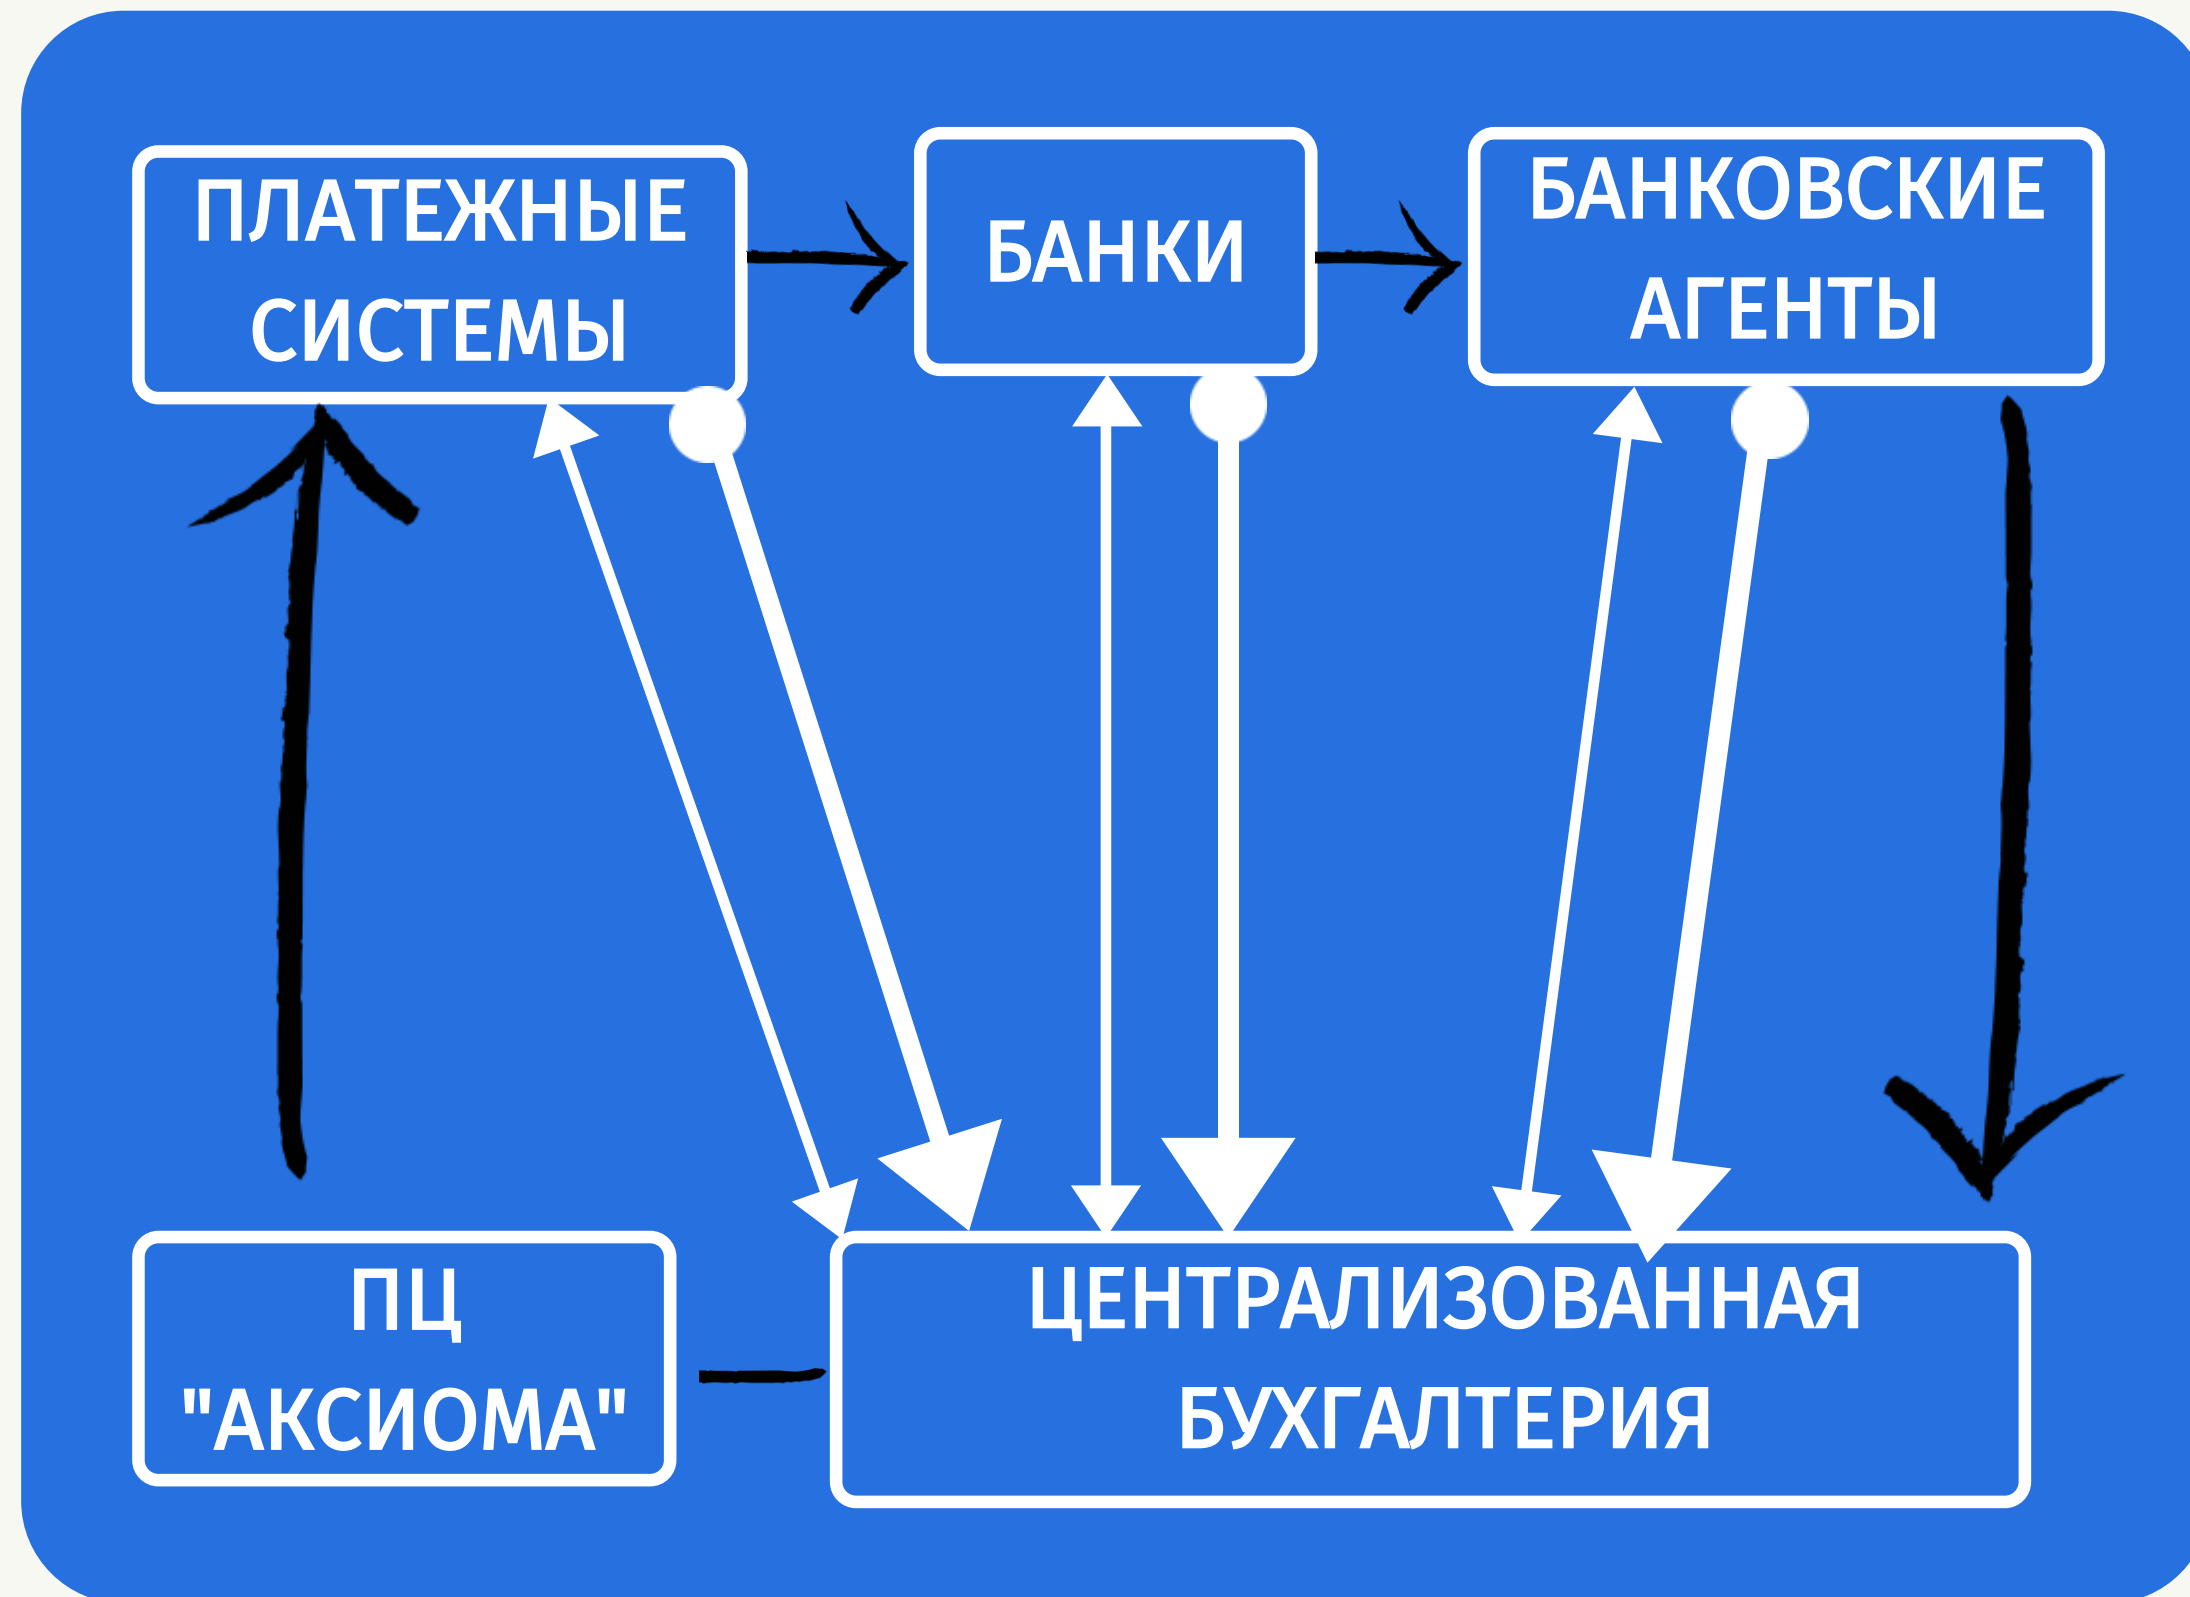 ПЛАТЕЖНЫЕ
СИСТЕМЫ
БАНКИ
БАНКОВСКИЕ
АГЕНТЫ
ПЦ
"АКСИОМА"
ЦЕНТРАЛИЗОВАННАЯ
БУХГАЛТЕРИЯ